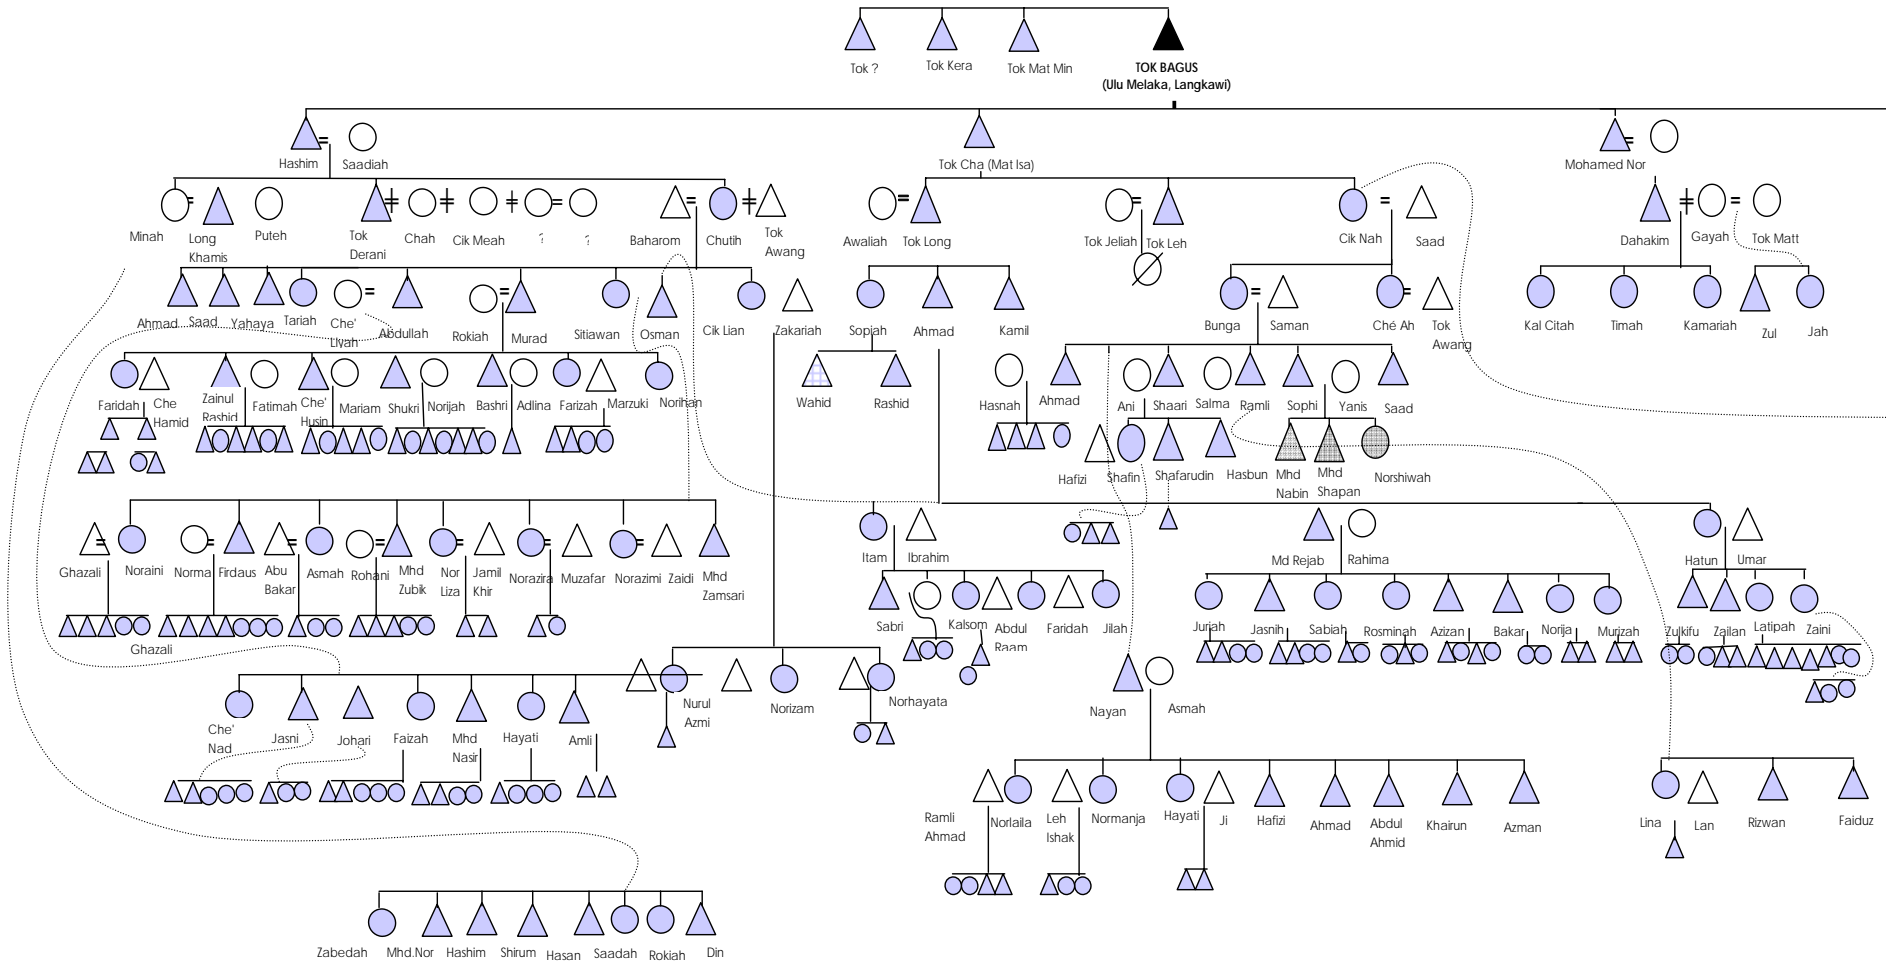 Tok ?
Tok Kera
Tok Mat Min
TOK BAGUS
(Ulu Melaka, Langkawi)
=
=
Hashim
Saadiah
Tok Cha (Mat Isa)
Mohamed Nor
Minah
Long
Khamis
Puteh
Tok
Derani
Chah
Cik Meah
?
?
Baharom
Chutih
Tok
Awang
Awaliah
Tok Long
Tok Jeliah
Tok Leh
Cik Nah
Saad
Dahakim
Gayah
Tok Matt
Ahmad
Saad
Yahaya
Tariah
Che'
Liyah
Abdullah
Rokiah
Murad
Sitiawan
Osman
Cik Lian
Zakariah
Sopiah
Ahmad
Kamil
Bunga
Saman
Ché Ah
Tok
Awang
Kal Citah
Timah
Kamariah
Zul
Jah
Faridah
Che
Hamid
Zainul
Rashid
Fatimah
Che'
Husin
Mariam
Shukri
Norijah
Bashri
Adlina
Farizah
Marzuki
Norihan
Wahid
Rashid
Hasnah
Ahmad
Ani
Shaari
Salma
Ramli
Sophi
Yanis
Saad
Hafizi
Shafin
Shafarudin
Hasbun
Mhd
Nabin
Mhd
Shapan
Norshiwah
Ghazali
Noraini
Norma
Firdaus
Abu
Bakar
Asmah
Rohani
Mhd
Zubik
Nor
Liza
Jamil
Khir
Norazira
Muzafar
Norazimi
Zaidi
Mhd
Zamsari
Itam
Ibrahim
Md Rejab
Rahima
Hatun
Umar
Ghazali
Sabri
Kalsom
Abdul
Raam
Faridah
Jilah
Juriah
Jasnih
Sabiah
Rosminah
Azizan
Bakar
Norija
Murizah
Zulkifu
Zailan
Latipah
Zaini
Che'
Nad
Jasni
Johari
Faizah
Mhd
Nasir
Hayati
Amli
Nurul
Azmi
Norizam
Norhayata
Nayan
Asmah
Ramli
Ahmad
Norlaila
Leh
Ishak
Normanja
Hayati
Ji
Hafizi
Ahmad
Abdul
Ahmid
Khairun
Azman
Lina
Lan
Rizwan
Faiduz
Zabedah
Mhd.Nor
Hashim
Shirum
Hasan
Saadah
Rokiah
Din